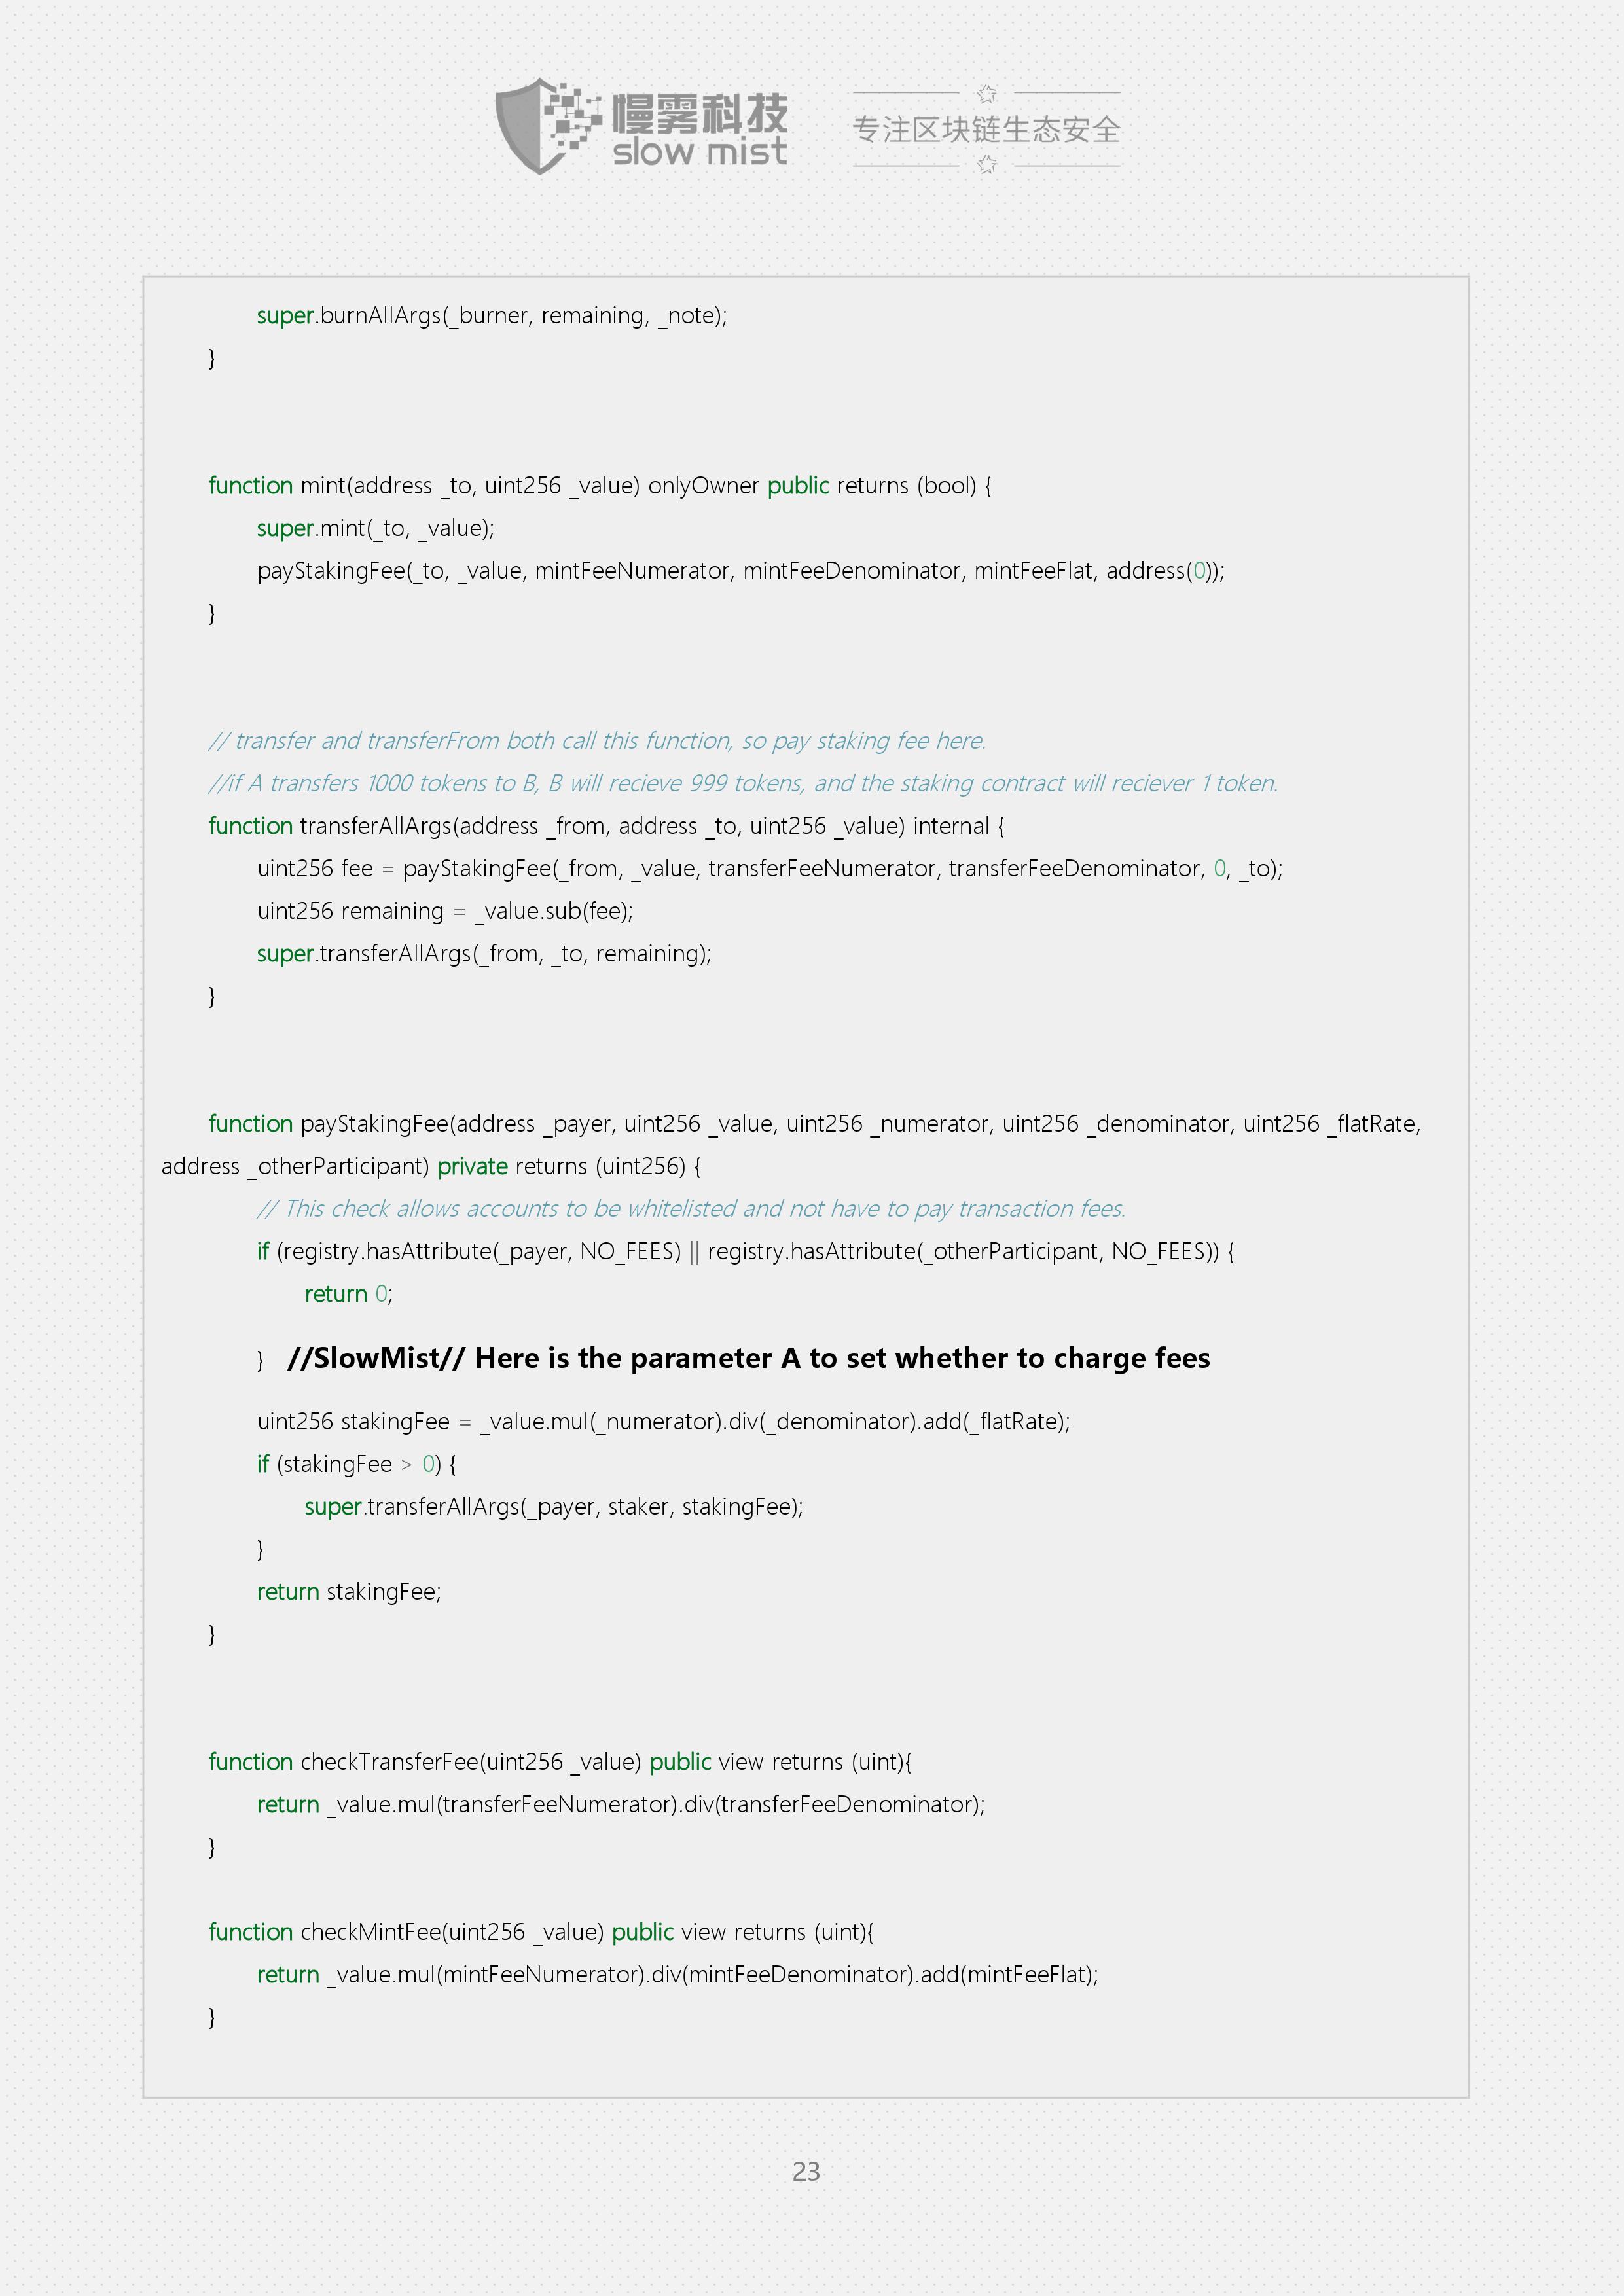 慢雾科技
slow mist
专注区块链生态安全
super.burnAllArgs(_burner, remaining, _note);
}
function mint(address _to, uint256 _value) onlyOwner public returns (bool) {
super.mint(_to, _value);
payStakingFee(_to, _value, mintFeeNumerator, mintFeeDenominator, mintFeeFlat, address(0));
}
// transfer and transferFrom both call this function, so pay staking fee here.
//if A transfers 1000 tokens to B, B will recieve 999 tokens, and the staking contract will reciever 1 token.
function transferAllArgs(address _from, address _to, uint256 _value) internal {
uint256 fee = payStakingFee(_from, _value, transferFeeNumerator, transferFeeDenominator, 0, _to);
uint256 remaining = _value.sub(fee);
super.transferAllArgs(_from, _to, remaining);
}
function payStakingFee(address _payer, uint256 _value, uint256 _numerator, uint256 _denominator, uint256 _flatRate,
address _otherParticipant) private returns (uint256) {
// This check allows accounts to be whitelisted and not have to pay transaction fees.
if (registry.hasAttribute(_payer, NO_FEES) || registry.hasAttribute(_otherParticipant, NO_FEES)) {
return 0;
} //SlowMist// Here is the parameter A to set whether to charge fees
uint256 stakingFee = _value.mul(_numerator).div(_denominator).add(_flatRate);
if (stakingFee > 0) {
super.transferAllArgs(_payer, staker, stakingFee);
}
return stakingFee;
}
function checkTransferFee(uint256 _value) public view returns (uint){
return _value.mul(transferFeeNumerator).div(transferFeeDenominator);
}
function checkMintFee(uint256 _value) public view returns (uint){
return _value.mul(mintFeeNumerator).div(mintFeeDenominator).add(mintFeeFlat);
}
23